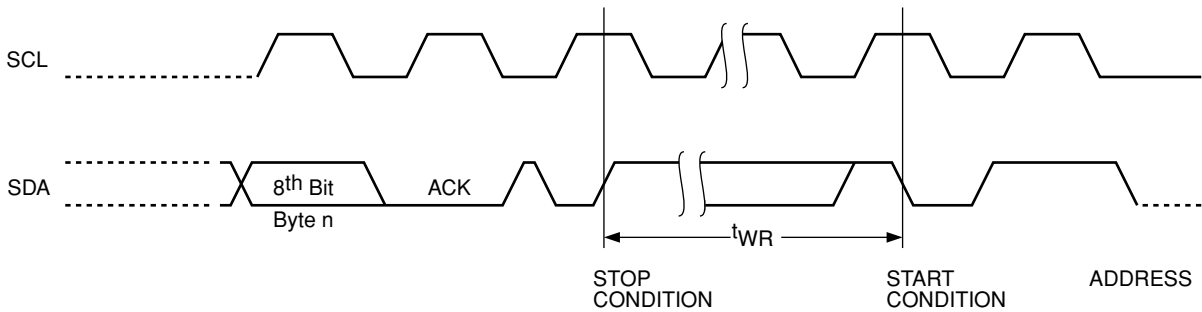 SCL
SDA
8th Bit
Byte n
ACK
tWR
STOP
CONDITION
START
CONDITION
ADDRESS